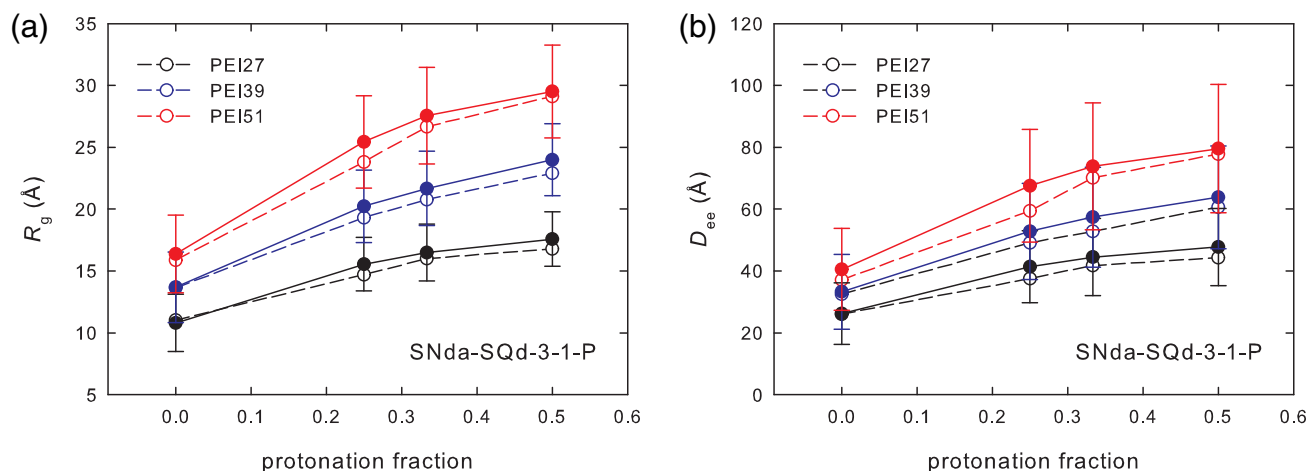 (a)
35
30
25
20
15
10
5
R_g (Å)
PEI27
PEI39
PEI51
SNda-SQd-3-1-P
0.0 0.1 0.2 0.3 0.4 0.5 0.6
protonation fraction
(b)
120
100
80
60
40
20
0
D_ee (Å)
PEI27
PEI39
PEI51
SNda-SQd-3-1-P
0.0 0.1 0.2 0.3 0.4 0.5 0.6
protonation fraction